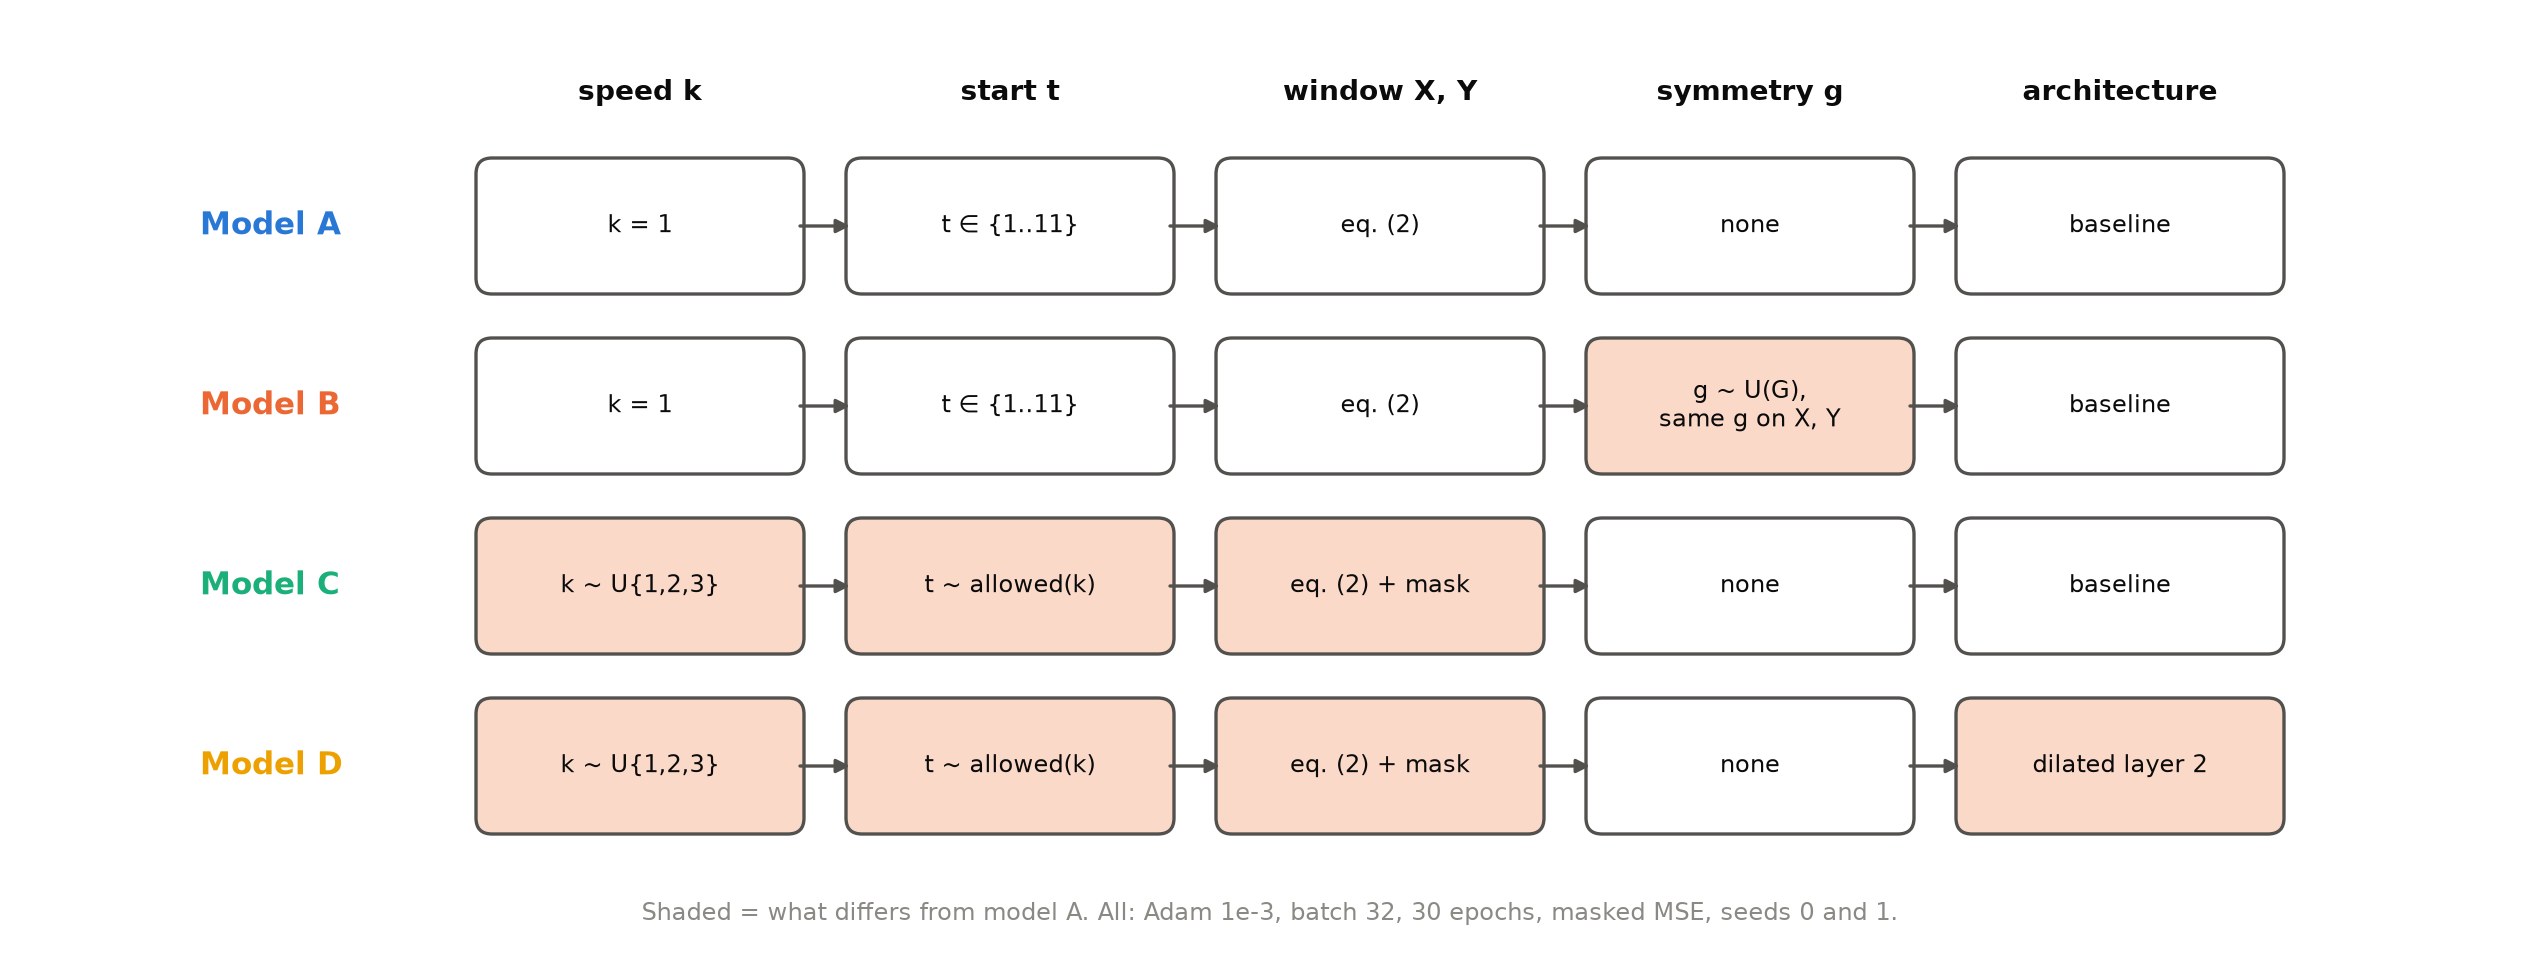 speed k start t window X, Y symmetry g architecture
Model A k = 1 t ∈ {1..11} eq. (2) none baseline
Model B k = 1 t ∈ {1..11} eq. (2) g ~ U(G),
same g on X, Y baseline
Model C k ~ U{1,2,3} t ~ allowed(k) eq. (2) + mask none baseline
Model D k ~ U{1,2,3} t ~ allowed(k) eq. (2) + mask none dilated layer 2
Shaded = what differs from model A. All: Adam 1e-3, batch 32, 30 epochs, masked MSE, seeds 0 and 1.